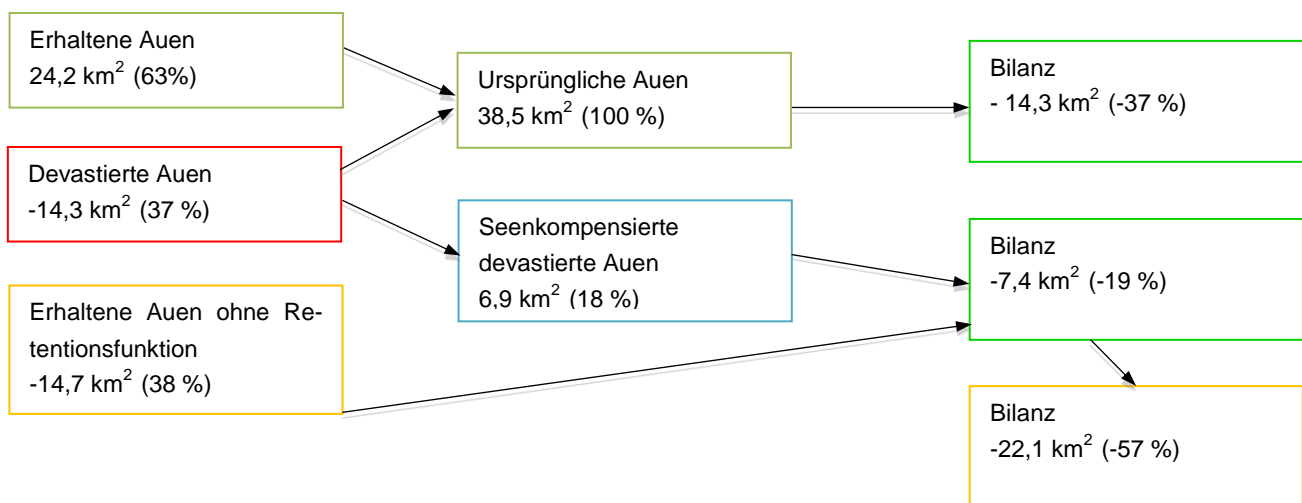 Erhaltene Auen
24,2 km² (63%)
Devastierte Auen
-14,3 km² (37 %)
Erhaltene Auen ohne Re-
tentionsfunktion
-14,7 km² (38 %)
Ursprüngliche Auen
38,5 km² (100 %)
Seenkompensierte
devastierte Auen
6,9 km² (18 %)
Bilanz
- 14,3 km² (-37 %)
Bilanz
-7,4 km² (-19 %)
Bilanz
-22,1 km² (-57 %)